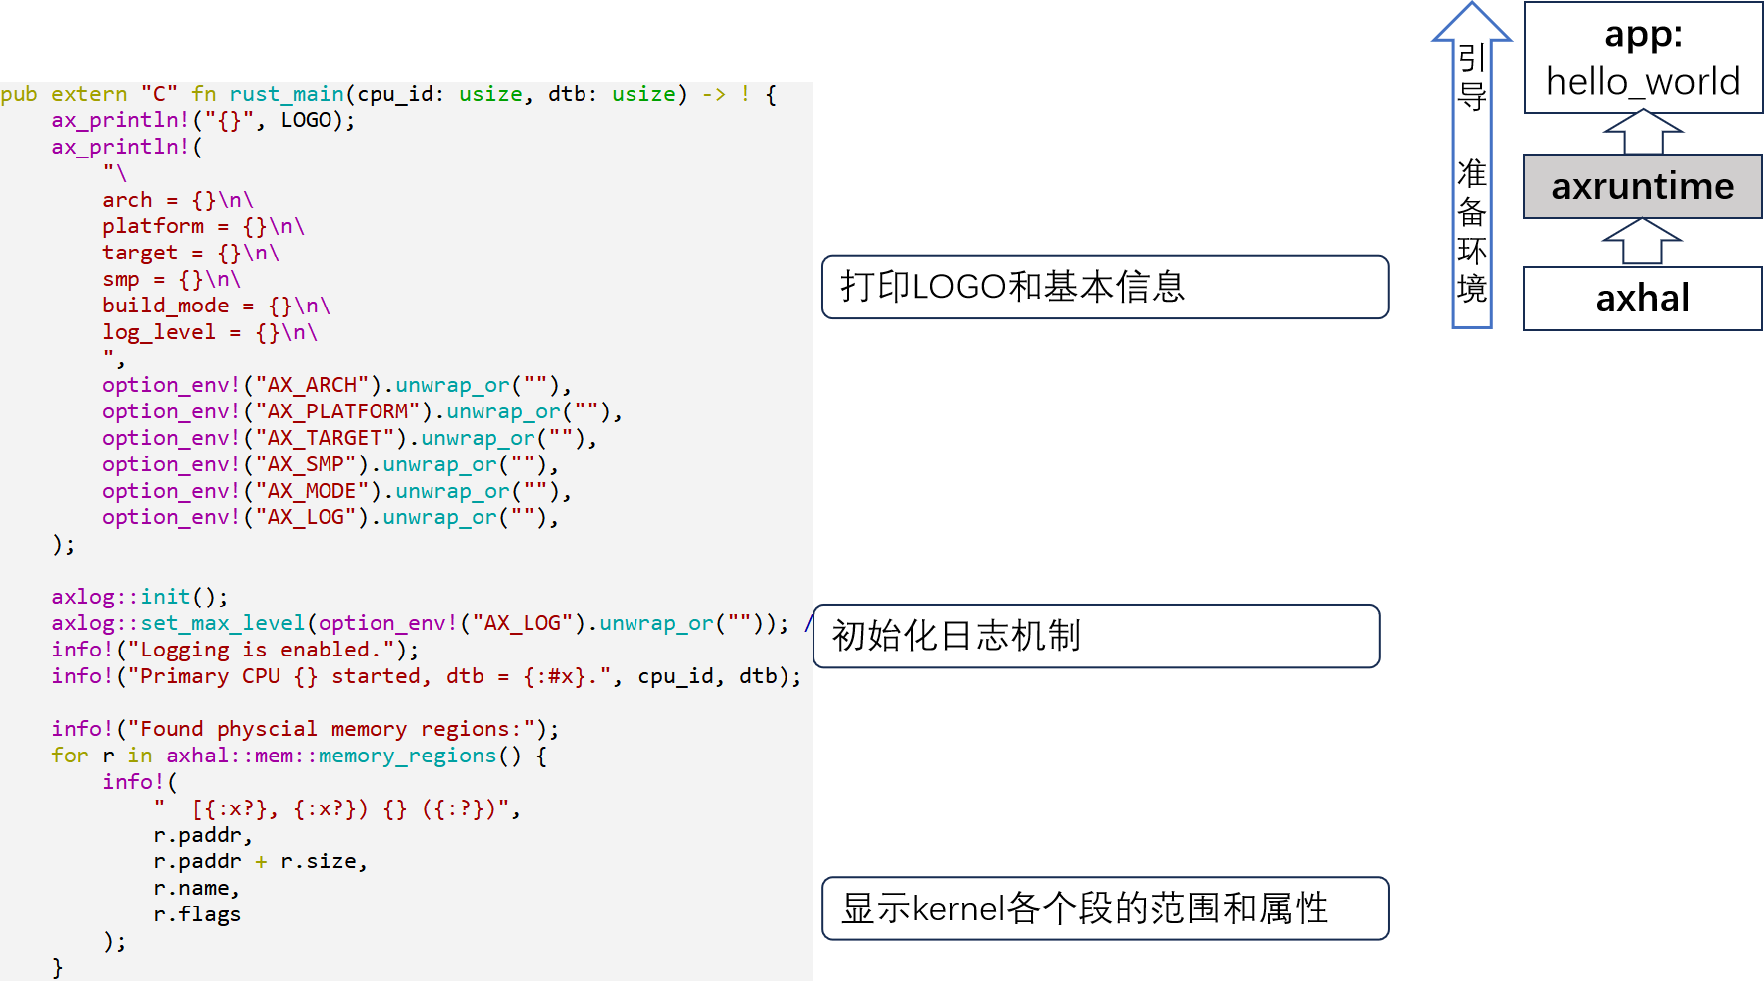 pub extern "C" fn rust_main(cpu_id: usize, dtb: usize) -> ! {
    ax_println!("{}", LOGO);
    ax_println!(
        "\
        arch = {}\n\
        platform = {}\n\
        target = {}\n\
        smp = {}\n\
        build_mode = {}\n\
        log_level = {}\n\
        ",
        option_env!("AX_ARCH").unwrap_or(""),
        option_env!("AX_PLATFORM").unwrap_or(""),
        option_env!("AX_TARGET").unwrap_or(""),
        option_env!("AX_SMP").unwrap_or(""),
        option_env!("AX_MODE").unwrap_or(""),
        option_env!("AX_LOG").unwrap_or(""),
    );
    axlog::init();
    axlog::set_max_level(option_env!("AX_LOG").unwrap_or("")); /
    info!("Logging is enabled.");
    info!("Primary CPU {} started, dtb = {:#x}.", cpu_id, dtb);
    info!("Found physcial memory regions:");
    for r in axhal::mem::memory_regions() {
        info!(
            "  [{:x?}, {:x?}) {} ({:?})",
            r.paddr,
            r.paddr + r.size,
            r.name,
            r.flags
        );
    }
打印LOGO和基本信息
初始化日志机制
显示kernel各个段的范围和属性
引导 准备环境
app:
hello_world
axruntime
axhal